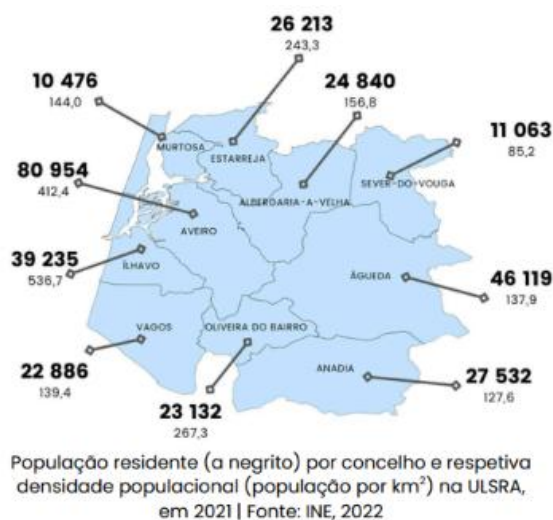 26 213
243,3
10 476
144,0
24 840
156,8
11 063
85,2
MURTOSA
ESTARREJA
80 954
412,4
SEVER-DO-VOUGA
ALBERGARIA-A-VELHA
AVEIRO
39 235
536,7
ÍLHAVO
ÁGUEDA
46 119
137,9
VAGOS
OLIVEIRA DO BAIRRO
22 886
139,4
ANADIA
27 532
127,6
23 132
267,3
População residente (a negrito) por concelho e respetiva
densidade populacional (população por km²) na ULSRA,
em 2021 | Fonte: INE, 2022